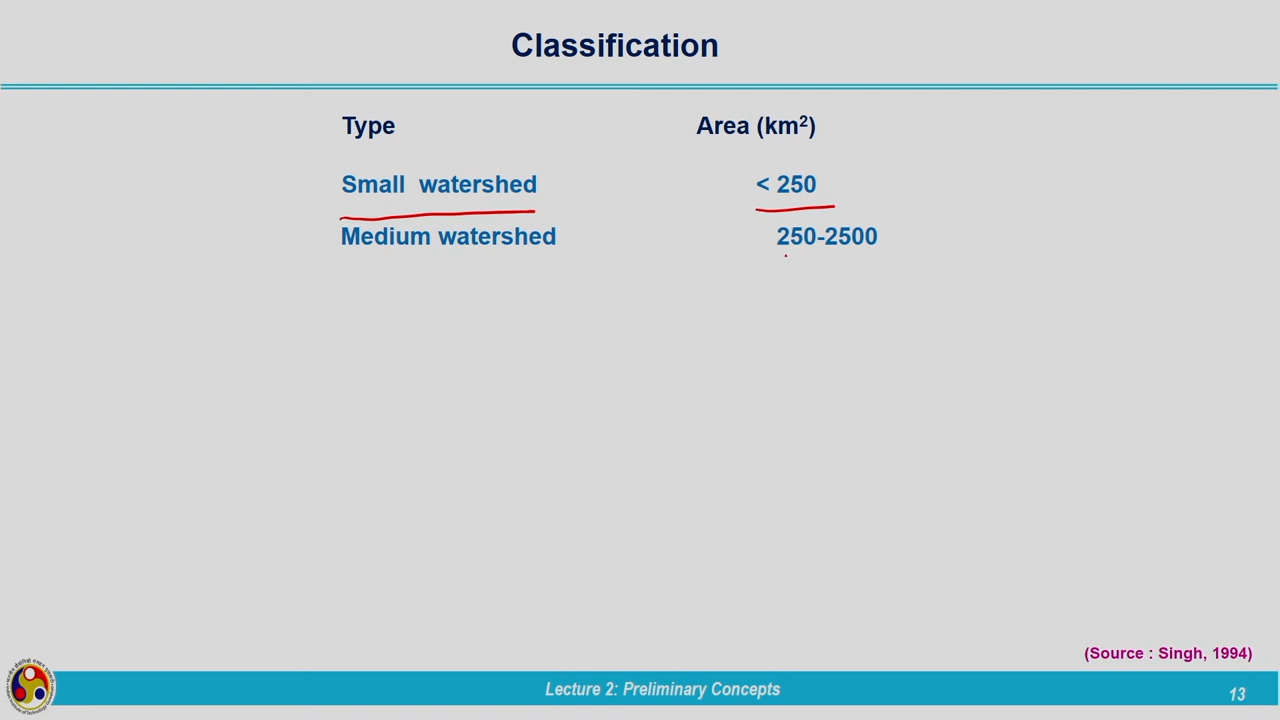 Classification
Type Area (km²)
Small watershed < 250
Medium watershed 250-2500
(Source : Singh, 1994)
Lecture 2: Preliminary Concepts
13